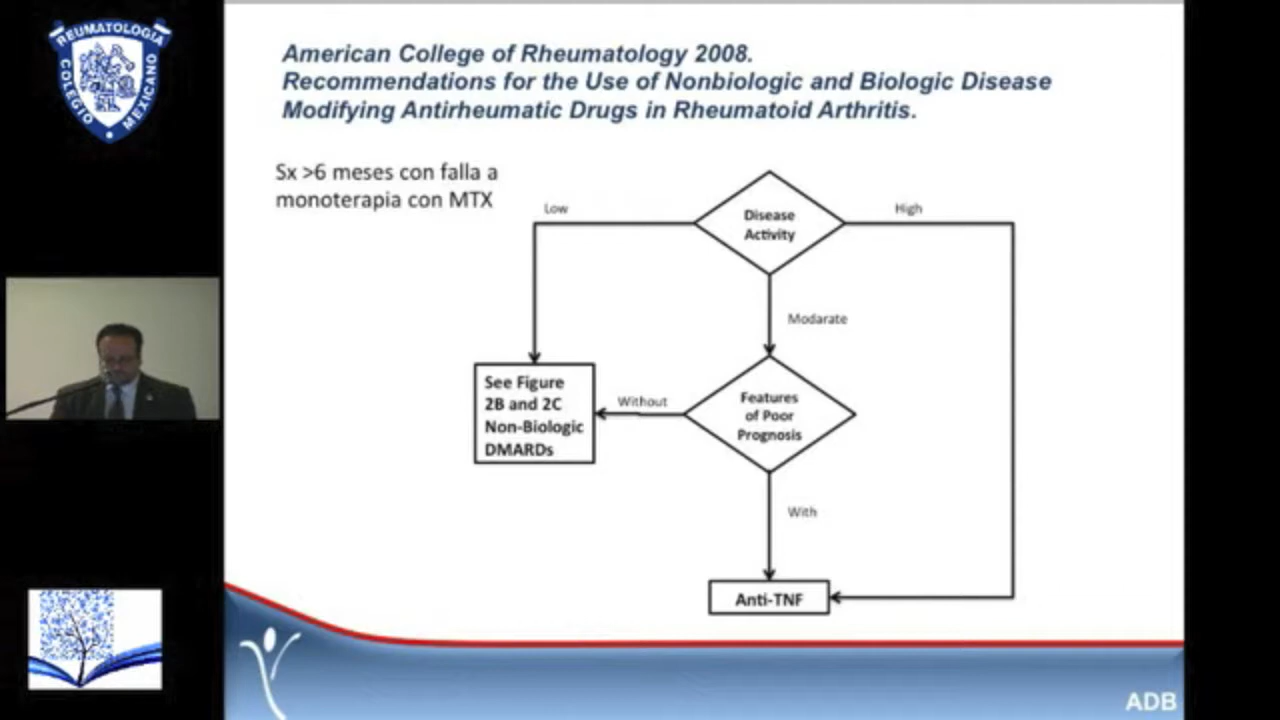 REUMATOLOGIA
COLEGIO
MEXICANO
American College of Rheumatology 2008.
Recommendations for the Use of Nonbiologic and Biologic Disease
Modifying Antirheumatic Drugs in Rheumatoid Arthritis.
Sx >6 meses con falla a
monoterapia con MTX
Low
Disease
Activity
High
Modarate
See Figure
2B and 2C
Non-Biologic
DMARDs
Without
Features
of Poor
Prognosis
With
Anti-TNF
ADB